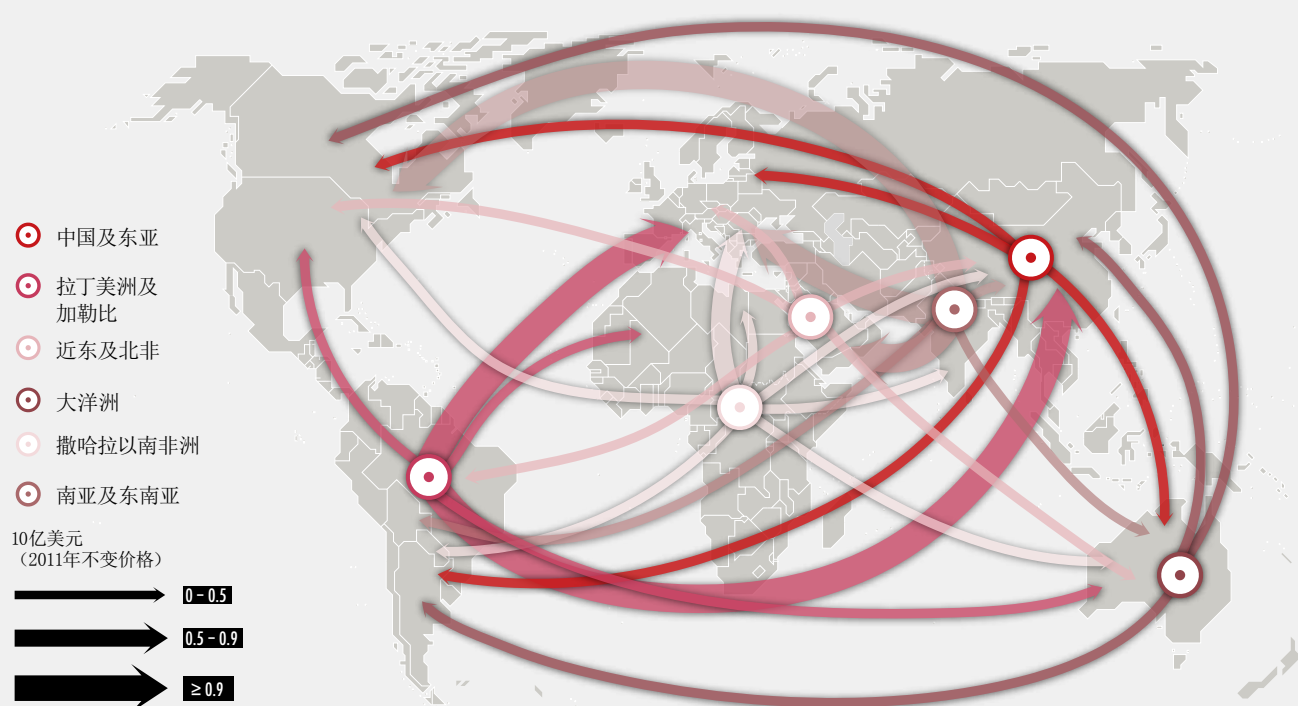 中国及东亚
拉丁美洲及
加勒比
近东及北非
大洋洲
撒哈拉以南非洲
南亚及东南亚
10亿美元
（2011年不变价格）
0 – 0.5
0.5 – 0.9
≥ 0.9